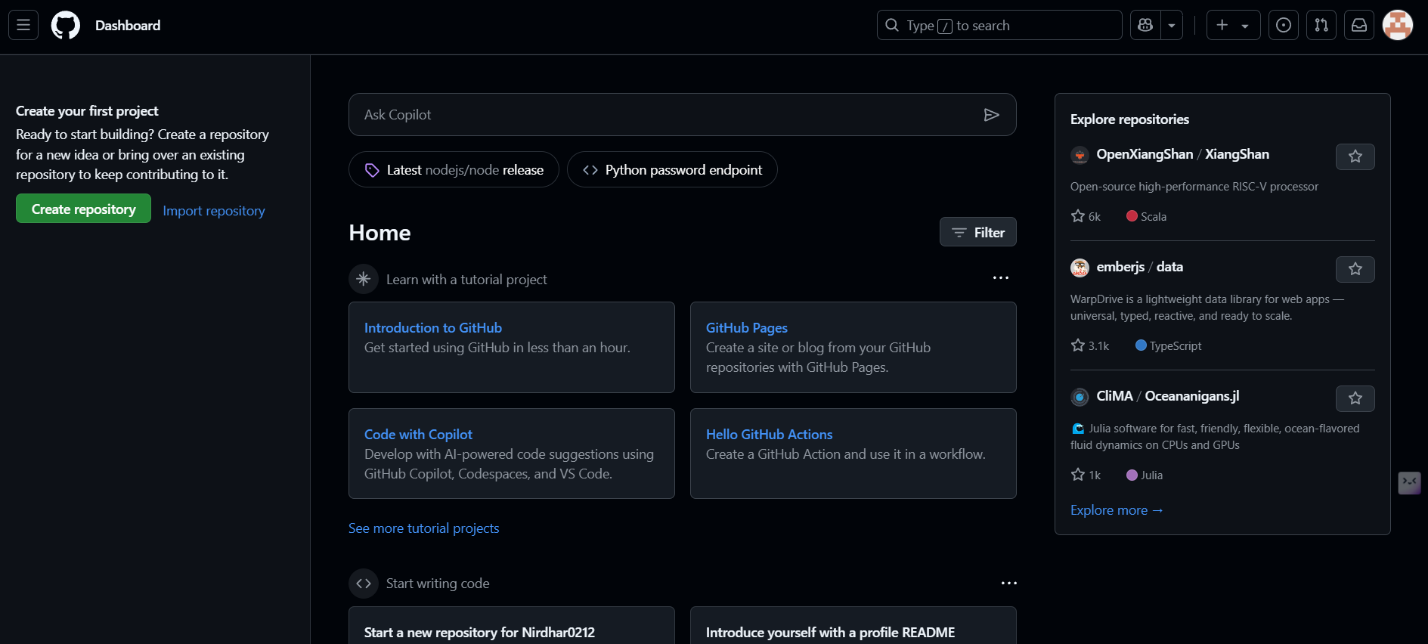 Dashboard
Type / to search
Create your first project
Ready to start building? Create a repository
for a new idea or bring over an existing
repository to keep contributing to it.
Create repository
Import repository
Ask Copilot
Latest nodejs/node release
Python password endpoint
Home
Filter
Learn with a tutorial project
Introduction to GitHub
Get started using GitHub in less than an hour.
GitHub Pages
Create a site or blog from your GitHub
repositories with GitHub Pages.
Code with Copilot
Develop with AI-powered code suggestions using
GitHub Copilot, Codespaces, and VS Code.
Hello GitHub Actions
Create a GitHub Action and use it in a workflow.
See more tutorial projects
Start writing code
Start a new repository for Nirdhar0212
Introduce yourself with a profile README
Explore repositories
OpenXiangShan / XiangShan
Open-source high-performance RISC-V processor
6k Scala
emberjs / data
WarpDrive is a lightweight data library for web apps —
universal, typed, reactive, and ready to scale.
3.1k TypeScript
CliMA / Oceananigans.jl
🌊 Julia software for fast, friendly, flexible, ocean-flavored
fluid dynamics on CPUs and GPUs
1k Julia
Explore more →